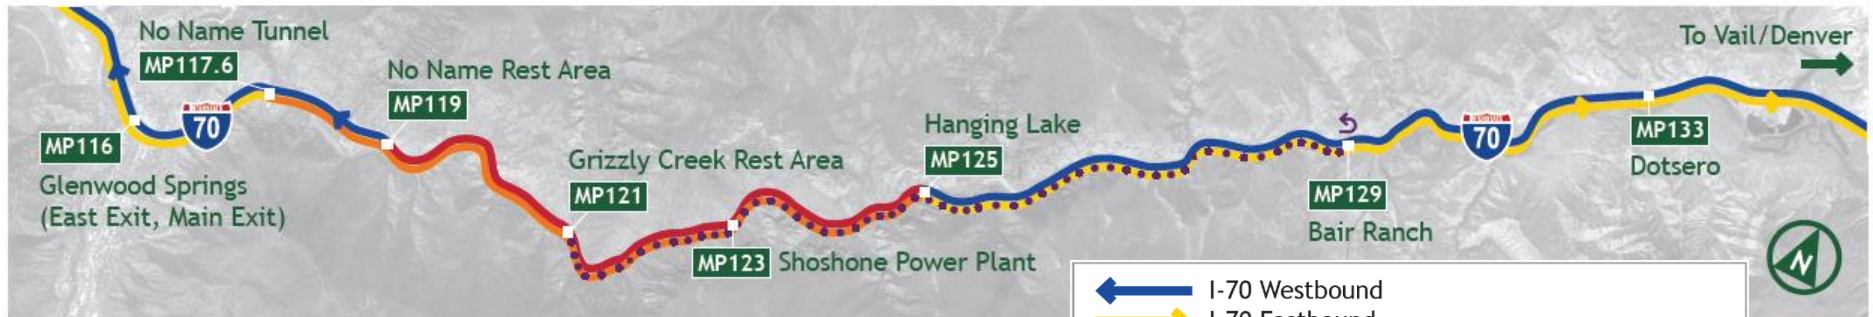 No Name Tunnel
MP117.6
To Vail/Denver
No Name Rest Area
MP119
70
MP116
Glenwood Springs
(East Exit, Main Exit)
Grizzly Creek Rest Area
MP121
Hanging Lake
MP125
MP123 Shoshone Power Plant
MP129
Bair Ranch
70
MP133
Dotsero
N
I-70 Westbound
I-70 Eastbound